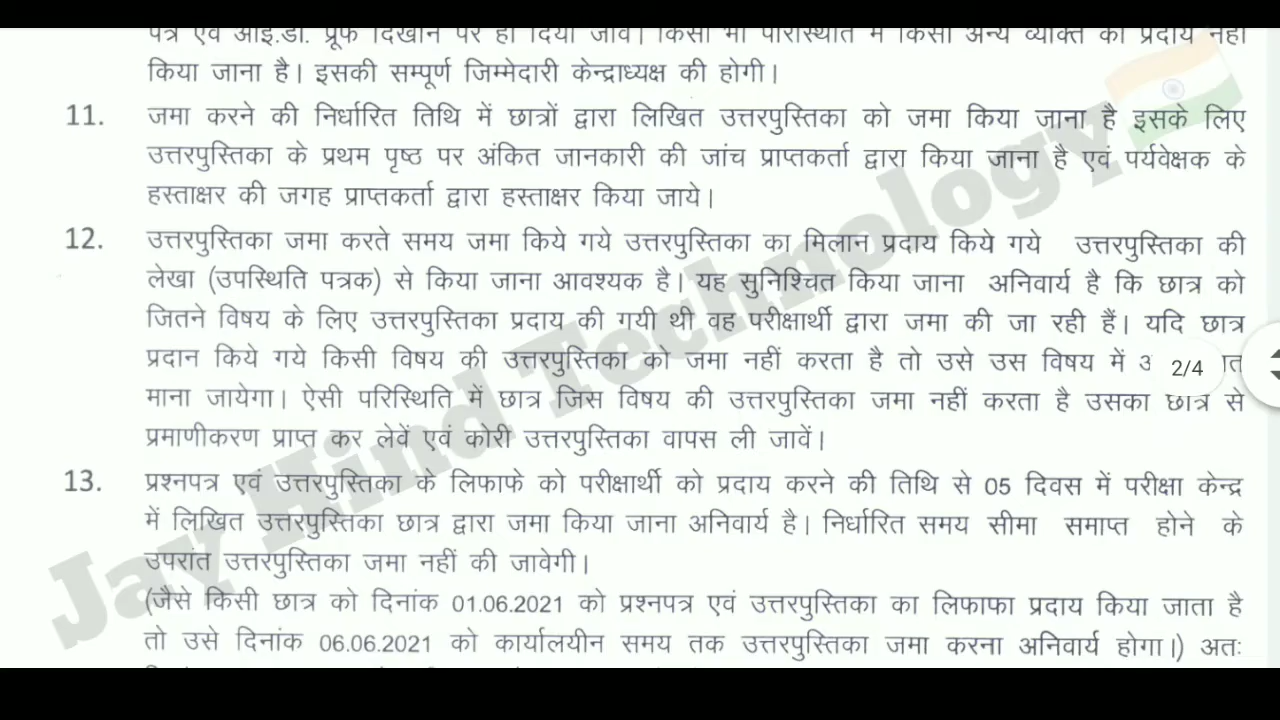 पत्र एवं आई.डी. प्रूफ दिखाने पर ही दिया जावे। किसी भी परिस्थिति में किसी अन्य व्यक्ति को प्रदाय नहीं
किया जाना है। इसकी सम्पूर्ण जिम्मेदारी केन्द्राध्यक्ष की होगी।
11. जमा करने की निर्धारित तिथि में छात्रों द्वारा लिखित उत्तरपुस्तिका को जमा किया जाना है इसके लिए
उत्तरपुस्तिका के प्रथम पृष्ठ पर अंकित जानकारी की जांच प्राप्तकर्ता द्वारा किया जाना है एवं पर्यवेक्षक के
हस्ताक्षर की जगह प्राप्तकर्ता द्वारा हस्ताक्षर किया जाये।
12. उत्तरपुस्तिका जमा करते समय जमा किये गये उत्तरपुस्तिका का मिलान प्रदाय किये गये उत्तरपुस्तिका की
लेखा (उपस्थिति पत्रक) से किया जाना आवश्यक है। यह सुनिश्चित किया जाना अनिवार्य है कि छात्र को
जितने विषय के लिए उत्तरपुस्तिका प्रदाय की गयी थी वह परीक्षार्थी द्वारा जमा की जा रही हैं। यदि छात्र
प्रदान किये गये किसी विषय की उत्तरपुस्तिका को जमा नहीं करता है तो उसे उस विषय में
2/4
माना जायेगा। ऐसी परिस्थिति में छात्र जिस विषय की उत्तरपुस्तिका जमा नहीं करता है उसका छात्र से
प्रमाणीकरण प्राप्त कर लेवें एवं कोरी उत्तरपुस्तिका वापस ली जावें।
13. प्रश्नपत्र एवं उत्तरपुस्तिका के लिफाफे को परीक्षार्थी को प्रदाय करने की तिथि से 05 दिवस में परीक्षा केन्द्र
में लिखित उत्तरपुस्तिका छात्र द्वारा जमा किया जाना अनिवार्य है। निर्धारित समय सीमा समाप्त होने के
उपरांत उत्तरपुस्तिका जमा नहीं की जावेगी।
(जैसे किसी छात्र को दिनांक 01.06.2021 को प्रश्नपत्र एवं उत्तरपुस्तिका का लिफाफा प्रदाय किया जाता है
तो उसे दिनांक 06.06.2021 को कार्यालयीन समय तक उत्तरपुस्तिका जमा करना अनिवार्य होगा।) अतः
Jay Hind Technology